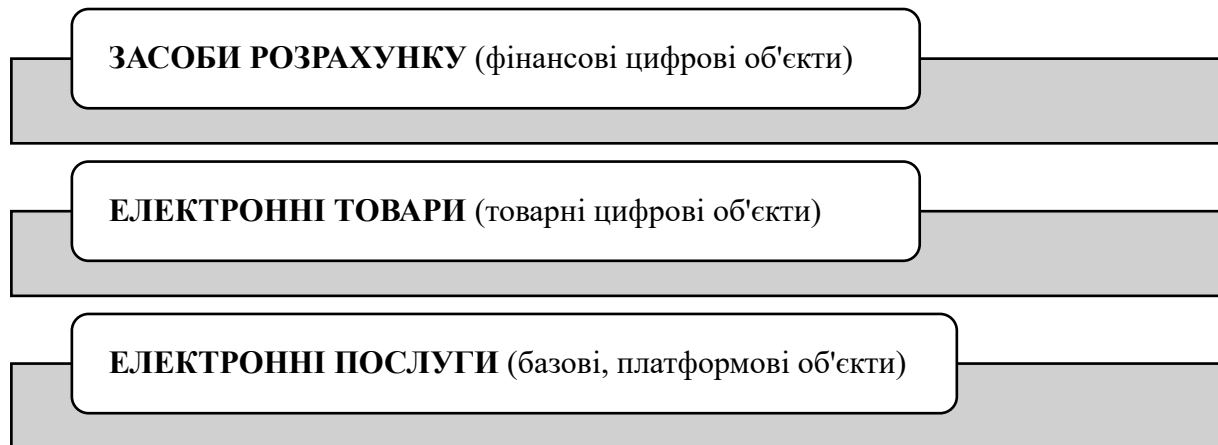 ЗАСОБИ РОЗРАХУНКУ (фінансові цифрові об'єкти)
ЕЛЕКТРОННІ ТОВАРИ (товарні цифрові об'єкти)
ЕЛЕКТРОННІ ПОСЛУГИ (базові, платформові об'єкти)